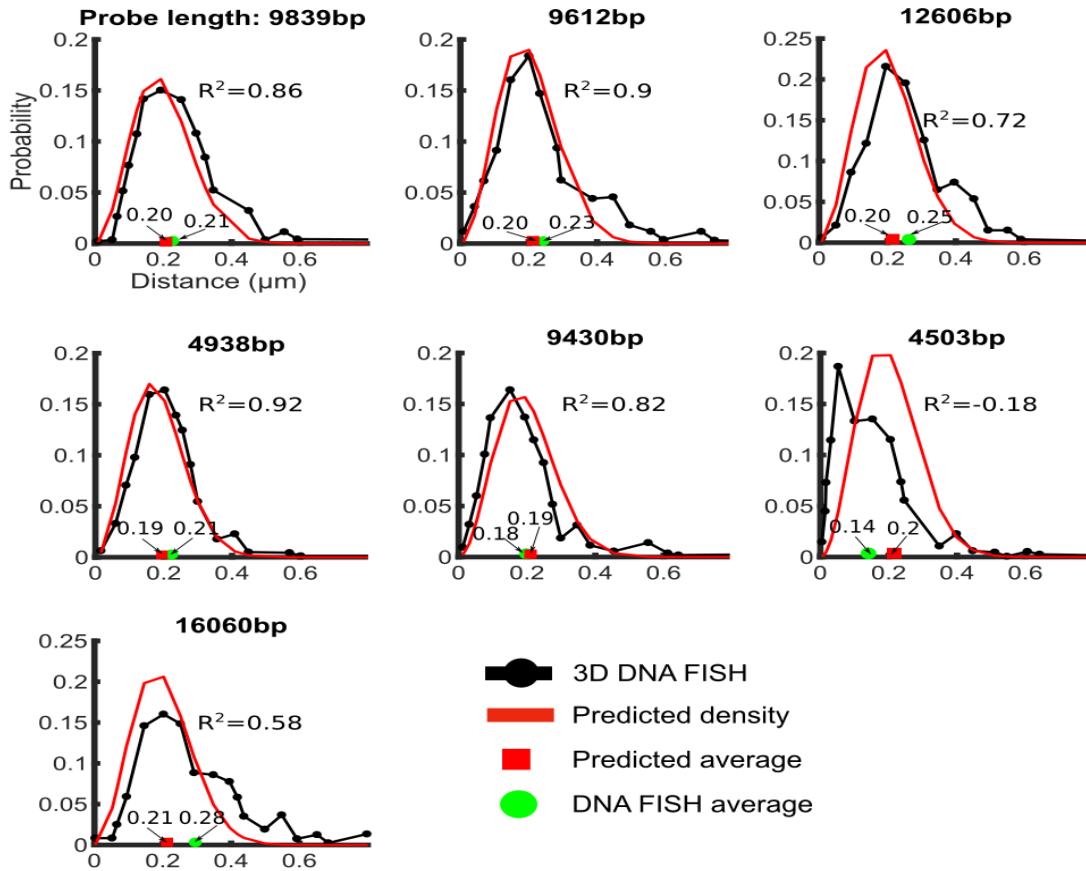 Probe length: 9839bp
0.2
0.15
0.1
0.05
0
Probability
R²=0.86
0.20
0.21
0 0.2 0.4 0.6
Distance (μm)
9612bp
0.2
0.15
0.1
0.05
0
R²=0.9
0.20
0.23
0 0.2 0.4 0.6
12606bp
0.25
0.2
0.15
0.1
0.05
0
R²=0.72
0.20
0.25
0 0.2 0.4 0.6
4938bp
0.2
0.15
0.1
0.05
0
R²=0.92
0.19
0.21
0 0.2 0.4 0.6
9430bp
0.2
0.15
0.1
0.05
0
R²=0.82
0.18
0.19
0 0.2 0.4 0.6
4503bp
0.2
0.15
0.1
0.05
0
R²=-0.18
0.14
0.2
0 0.2 0.4 0.6
16060bp
0.25
0.2
0.15
0.1
0.05
0
R²=0.58
0.21
0.28
0 0.2 0.4 0.6
3D DNA FISH
Predicted density
Predicted average
DNA FISH average